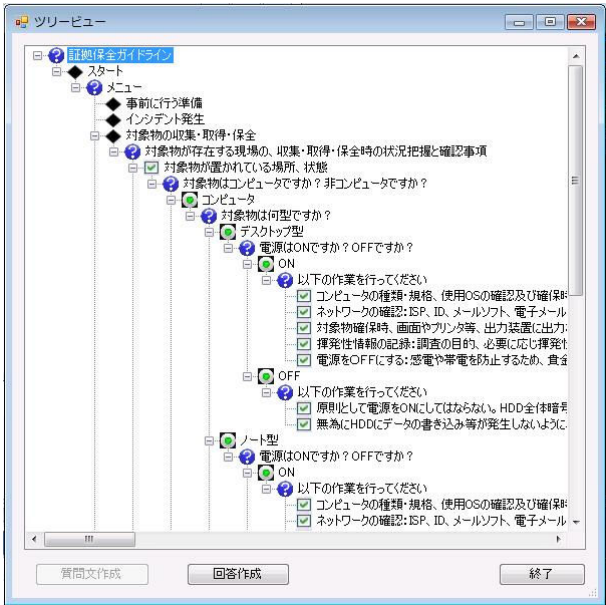 ツリービュー
証拠保全ガイドライン
スタート
メニュー
事前に行う準備
インシデント発生
対象物の収集・取得・保全
対象物が存在する現場の、収集・取得・保全時の状況把握と確認事項
対象物が置かれている場所、状態
対象物はコンピュータですか?非コンピュータですか?
コンピュータ
対象物は何型ですか?
デスクトップ型
電源はONですか?OFFですか?
ON
以下の作業を行ってください
コンピュータの種類・規格、使用OSの確認及び確保時
ネットワークの確認:ISP、ID、メールソフト、電子メール
対象物確保時、画面やプリンタ等、出力装置に出力
揮発性情報の記録:調査の目的、必要に応じ揮発性
電源をOFFにする:感電や帯電を防止するため、貴金
OFF
以下の作業を行ってください
原則として電源をONにしてはならない。HDD全体暗号
無為にHDDにデータの書き込み等が発生しないように
ノート型
電源はONですか?OFFですか?
ON
以下の作業を行ってください
コンピュータの種類・規格、使用OSの確認及び確保時
ネットワークの確認:ISP、ID、メールソフト、電子メール
質問文作成
回答作成
終了